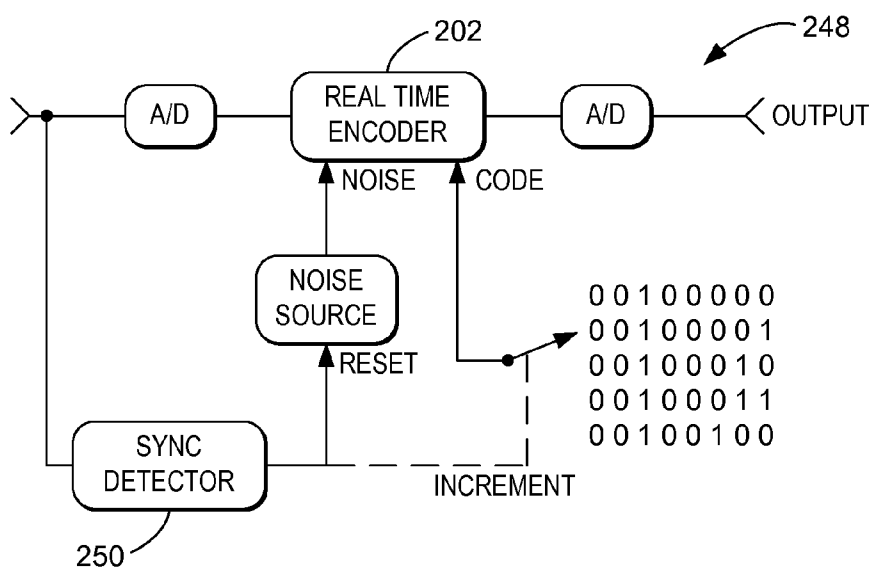 202
248
A/D
REAL TIME
ENCODER
A/D
OUTPUT
NOISE
CODE
NOISE
SOURCE
RESET
0 0 1 0 0 0 0 0
0 0 1 0 0 0 0 1
0 0 1 0 0 0 1 0
0 0 1 0 0 0 1 1
0 0 1 0 0 1 0 0
SYNC
DETECTOR
INCREMENT
250